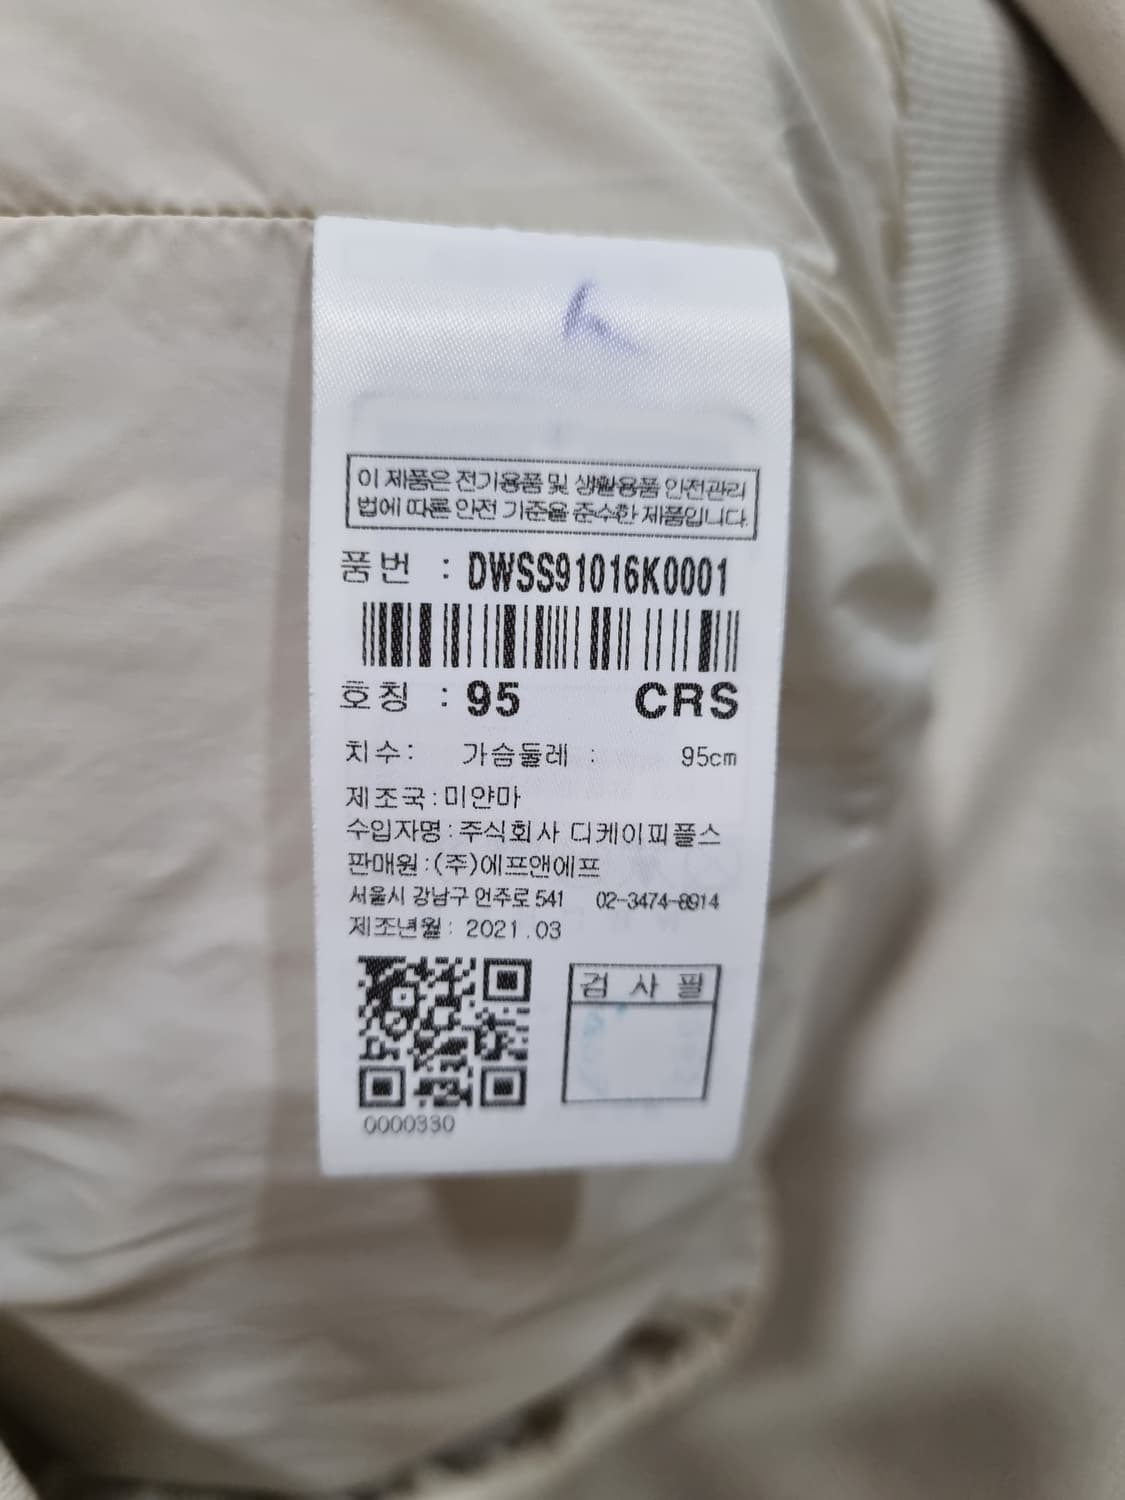 이 제품은 전기용품 및 생활용품 안전관리
법에 따른 안전 기준을 준수한 제품입니다.
품번 : DWSS91016K0001
호칭 : 95 CRS
치수: 가슴둘레 : 95cm
제조국:미얀마
수입자명:주식회사 디케이피플스
판매원:(주)에프앤에프
서울시 강남구 언주로 541 02-3474-8914
제조년월: 2021.03
검 사 필
0000330